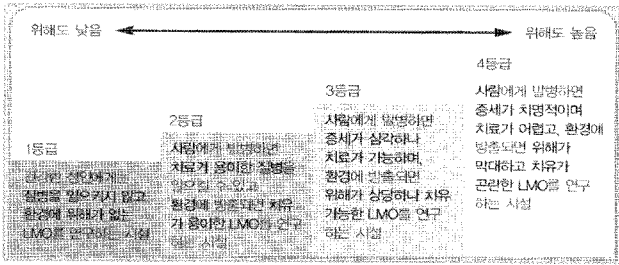 위해도 낮음
위해도 높음
1등급
건강한 성인에게는
질병을 일으키지 않고
환경에 위해가 없는
LMO를 연구하는 시설
2등급
사람에게 발병하면
치료가 용이한 질병을
일으킬 수 있고
환경에 방출되면 치유
가 용이한 LMO를 연구
하는 시설
3등급
사람에게 발병하면
증세가 심각하나
치료가 가능하며,
환경에 방출되면
위해가 상당하나 치유
가능한 LMO를 연구
하는 시설
4등급
사람에게 발병하면
증세가 치명적이며
치료가 어렵고, 환경에
방출되면 위해가
막대하고 치유가
곤란한 LMO를 연구
하는 시설